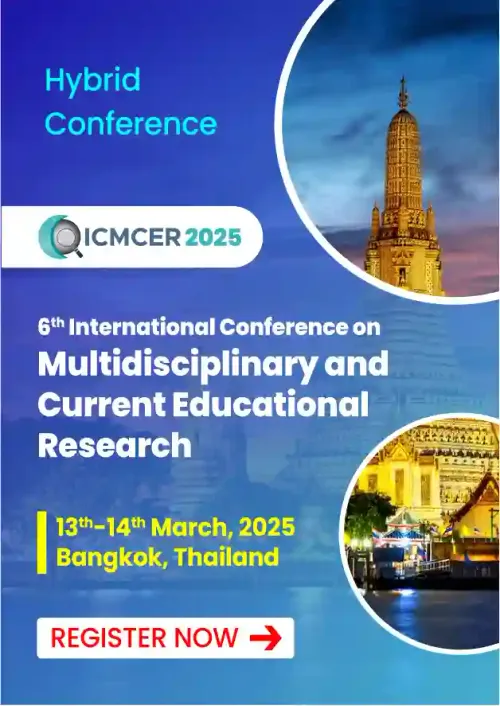 Hybrid
Conference
ICMCER 2025
6th International Conference on
Multidisciplinary and
Current Educational
Research
13th-14th March, 2025
Bangkok, Thailand
REGISTER NOW